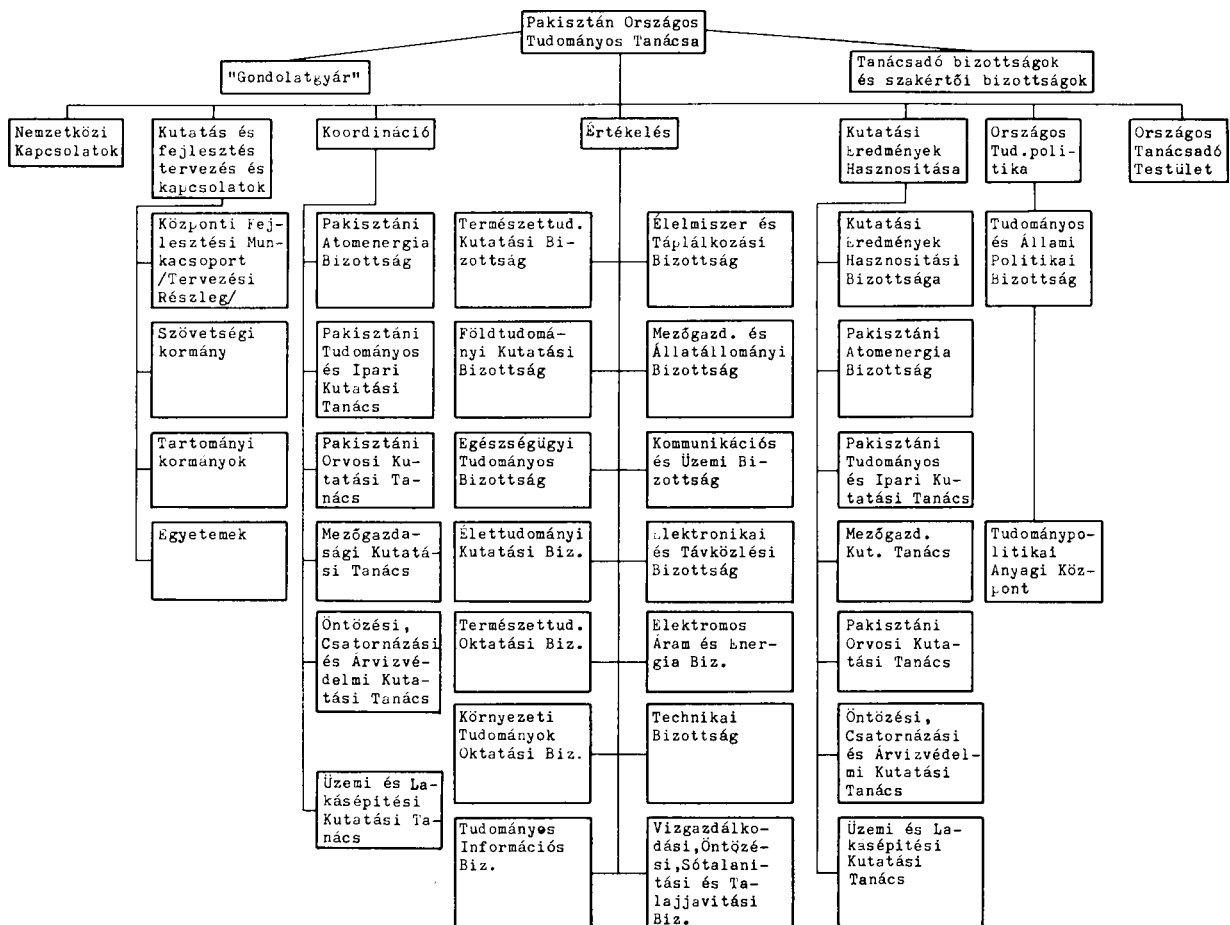 Pakisztán Országos
Tudományos Tanácsa
"Gondolatgyár"
Tanácsadó bizottságok
és szakértői bizottságok
Nemzetközi
Kapcsolatok
Kutatás és
fejlesztés
tervezés és
kapcsolatok
Koordináció
Értékelés
Kutatási
Eredmények
Hasznositása
Országos
Tud.poli-
tika
Országos
Tanácsadó
Testület
Központi Fej-
lesztési Mun-
kacsoport
/Tervezési
Részleg/
Szövetségi
kormány
Tartományi
kormányok
Egyetemek
Pakisztáni
Atomenergia
Bizottság
Pakisztáni
Tudományos
és Ipari
Kutatási
Tanács
Pakisztáni
Orvosi Ku-
tatási Ta-
nács
Mezőgazda-
sági Kutatá-
si Tanács
Öntözési,
Csatornázási
és Árvizvé-
delmi Kuta-
tási Tanács
Üzemi és La-
kásépitési
Kutatási Ta-
nács
Természettud.
Kutatási Bi-
zottság
Földtudomá-
nyi Kutatási
Bizottság
Egészségügyi
Tudományos
Bizottság
Élettudományi
Kutatási Biz.
Természettud.
Oktatási Biz.
Környezeti
Tudományok
Oktatási Biz.
Tudományos
Információs
Biz.
Élelmiszer és
Táplálkozási
Bizottság
Mezőgazd. és
Állatállományi
Bizottság
Kommunikációs
és Üzemi Bi-
zottság
Elektronikai
és Távközlési
Bizottság
Elektromos
Áram és Ener-
gia Biz.
Technikai
Bizottság
Vizgazdálko-
dási,Öntözé-
si,Sótalani-
tási és Ta-
lajjavitási
Biz.
Kutatási
Eredmények
Hasznositási
Bizottsága
Pakisztáni
Atomenergia
Bizottság
Pakisztáni
Tudományos
és Ipari Ku-
tatási Tanács
Mezőgazd.
Kut. Tanács
Pakisztáni
Orvosi Kuta-
tási Tanács
Öntözési,
Csatornázási
és Árvizvédel-
mi Kutatási
Tanács
Üzemi és La-
kasépitési
Kutatási
Tanács
Tudományos
és Állami
Politikai
Bizottság
Tudománypo-
litikai
Anyagi Köz-
pont